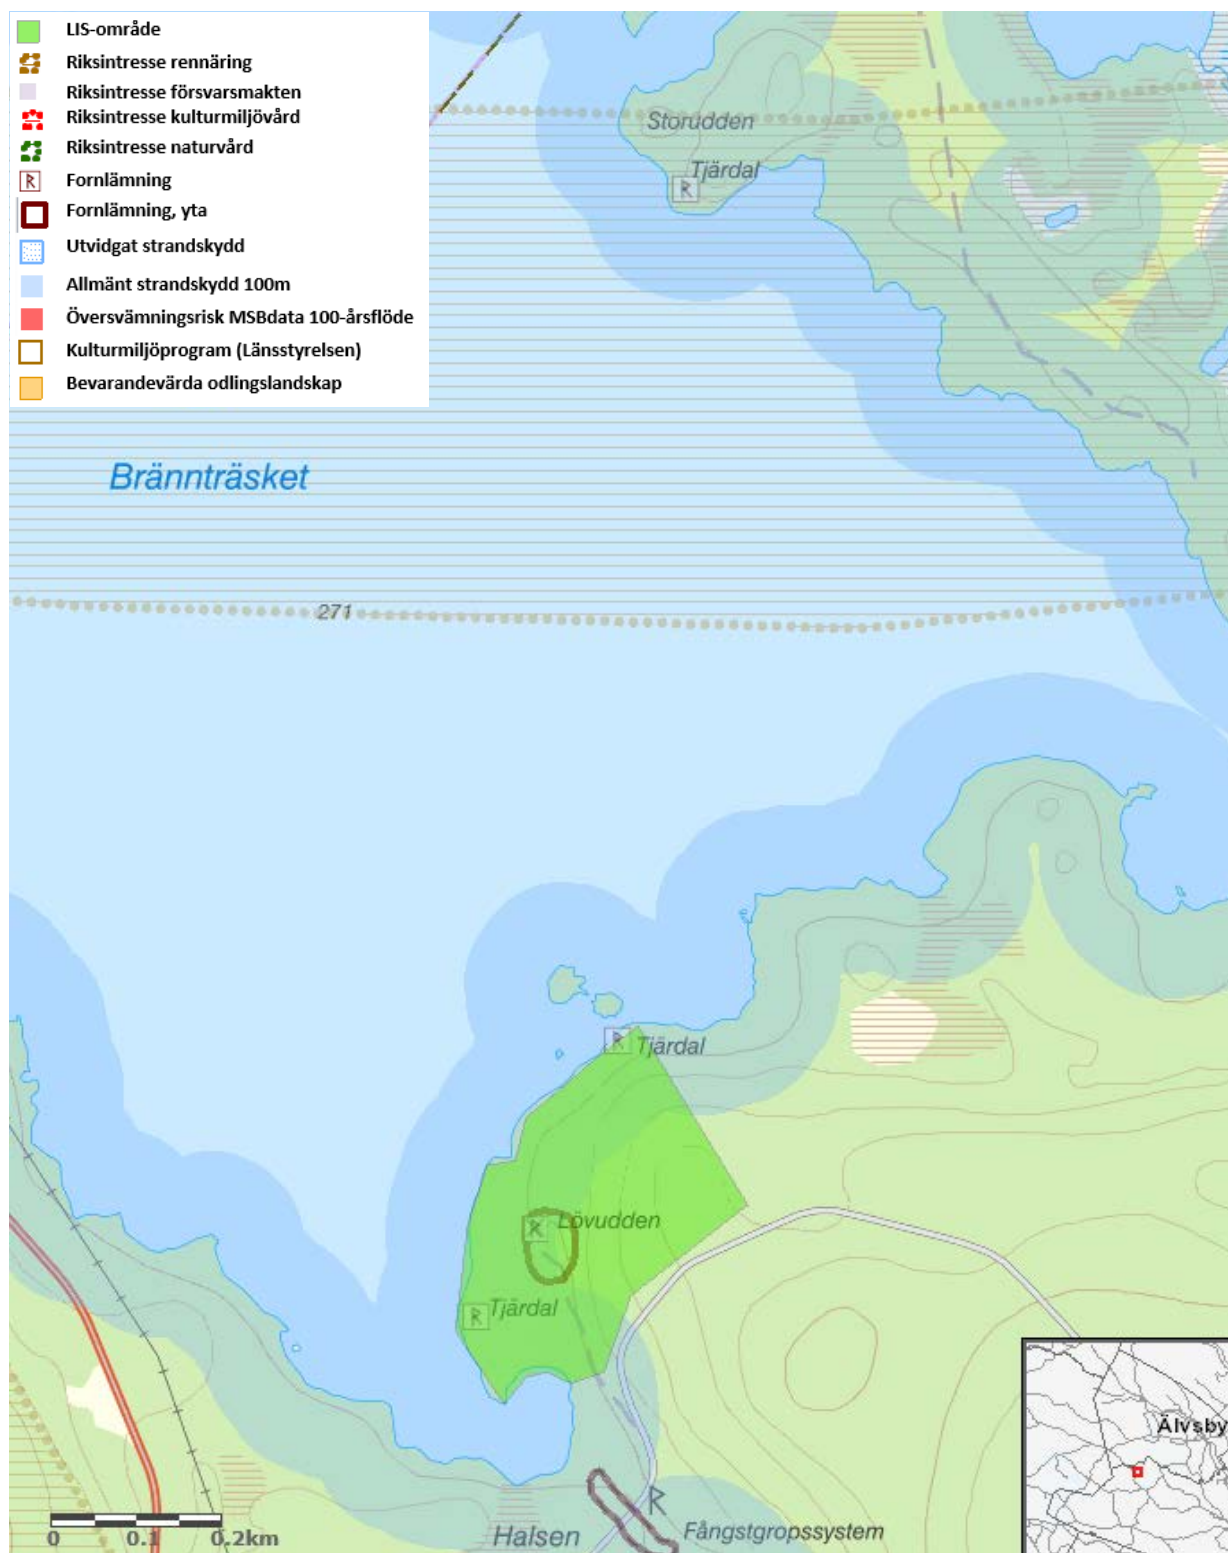 LIS-område
Riksintresse rennäring
Riksintresse försvarsmakten
Riksintresse kulturmiljövård
Riksintresse naturvård
R Fornlämning
Fornlämning, yta
Utvidgat strandskydd
Allmänt strandskydd 100m
Översvämningsrisk MSBdata 100-årsflöde
Kulturmiljöprogram (Länsstyrelsen)
Bevarandevärda odlingslandskap
Storudden
Tjärdal
R
Brännträsket
271
R Tjärdal
R Lövudden
R Tjärdal
Älvsby
R
0 0.1 0.2km
Halsen
Fångstgropssystem